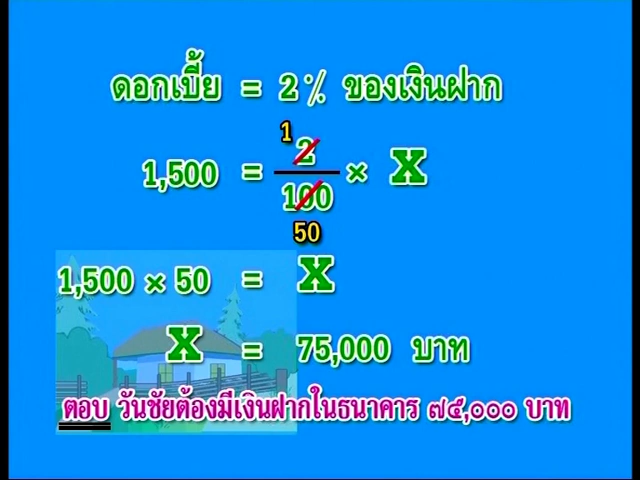 ดอกเบี้ย = 2% ของเงินฝาก
1
1,500 = 2/100 × X
50
1,500 × 50 = X
X = 75,000 บาท
ตอบ วันชัยต้องมีเงินฝากในธนาคาร ๗๕,๐๐๐ บาท